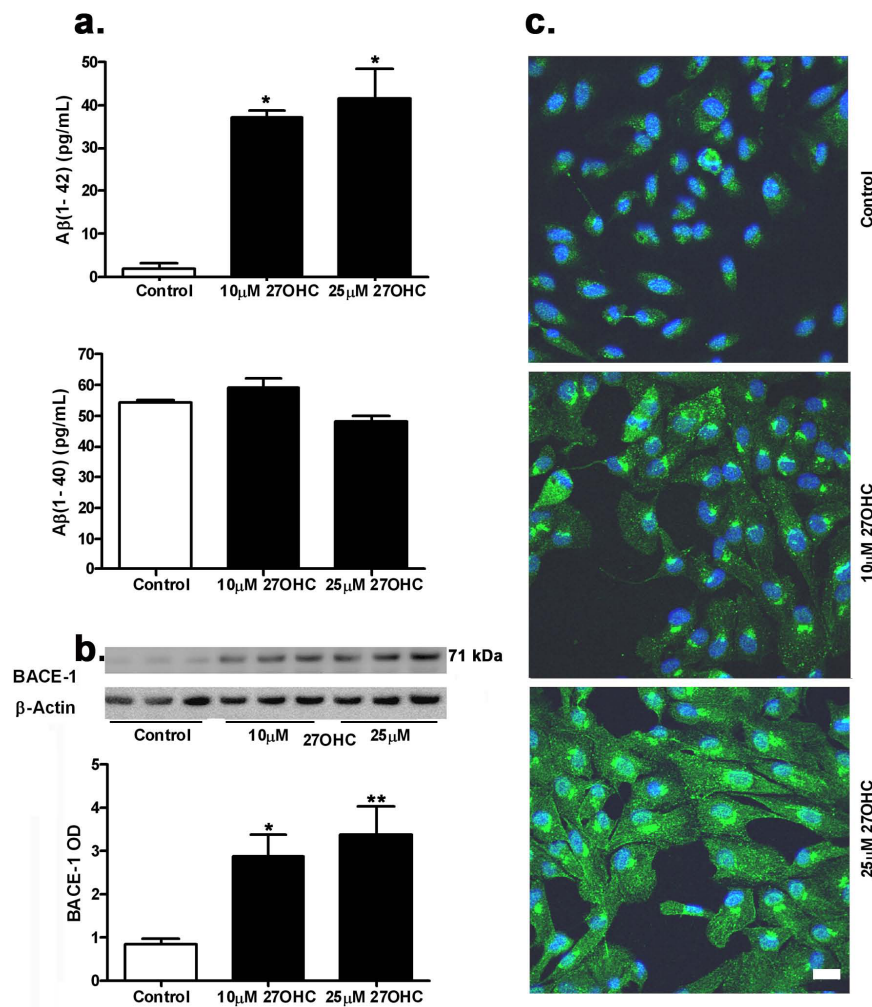 a.
50
40
30
20
10
0
Aβ(1- 42) (pg/mL)
*
*
Control
10μM 27OHC
25μM 27OHC
70
60
50
40
30
20
10
0
Aβ(1- 40) (pg/mL)
Control
10μM 27OHC
25μM 27OHC
b.
BACE-1
71 kDa
β-Actin
Control
10μM
27OHC
25μM
5
4
3
2
1
0
BACE-1 OD
*
**
Control
10μM 27OHC
25μM 27OHC
c.
Control
10μM 27OHC
25μM 27OHC